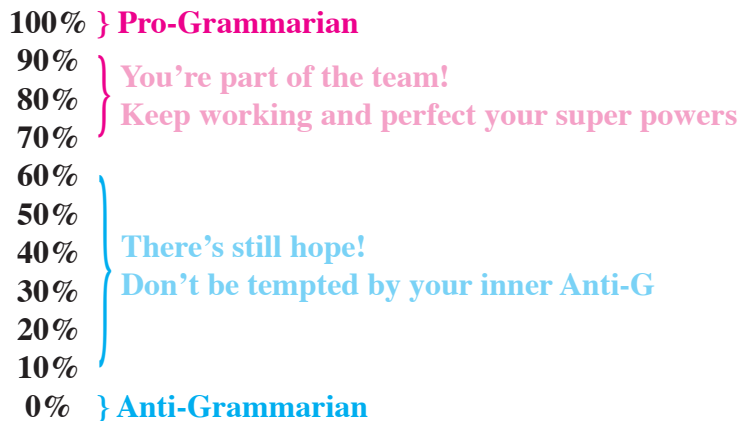 100% } Pro-Grammarian
90%
You’re part of the team!
80%
Keep working and perfect your super powers
70%
60%
50%
There’s still hope!
40%
Don’t be tempted by your inner Anti-G
30%
20%
10%
0% } Anti-Grammarian